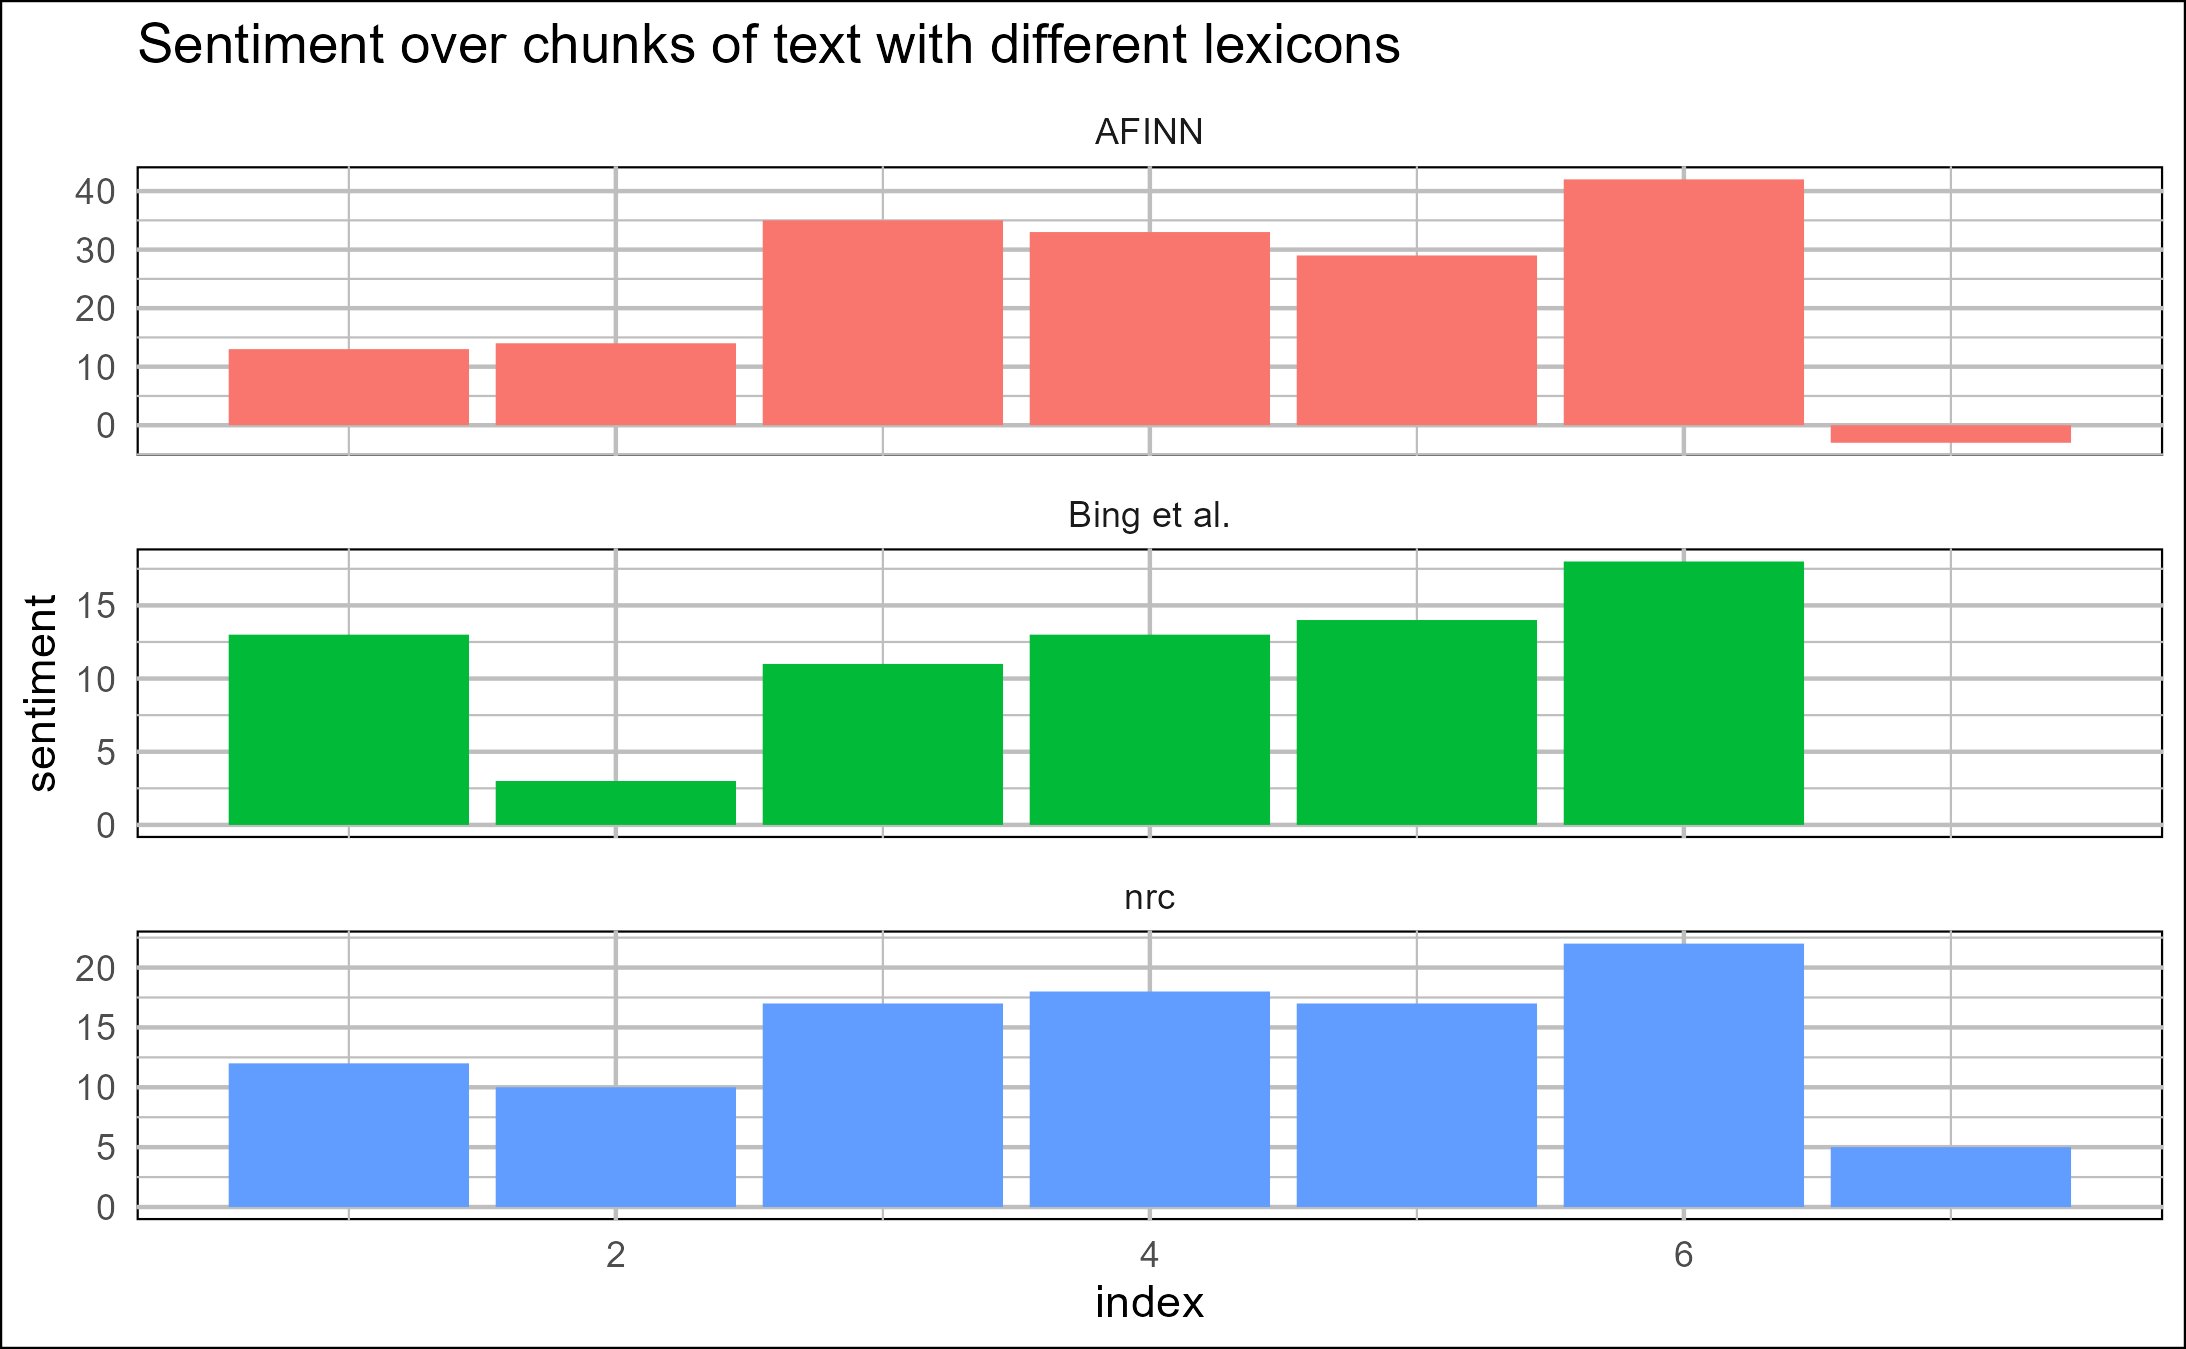 Sentiment over chunks of text with different lexicons
AFINN
40
30
20
10
0
Bing et al.
15
10
5
0
sentiment
nrc
20
15
10
5
0
2 4 6
index